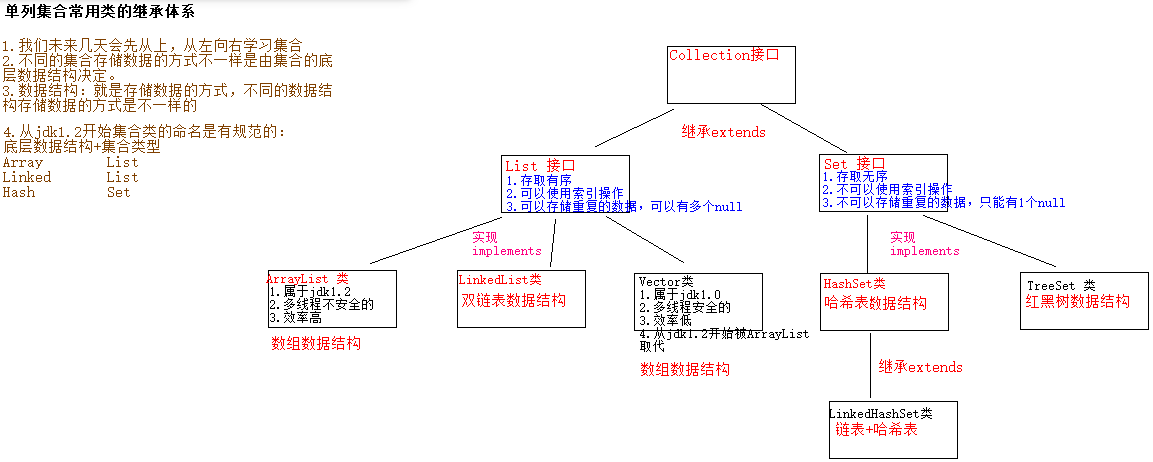 单列集合常用类的继承体系
1.我们未来几天会先从上，从左向右学习集合
2.不同的集合存储数据的方式不一样是由集合的底
层数据结构决定。
3.数据结构：就是存储数据的方式，不同的数据结
构存储数据的方式是不一样的
4.从jdk1.2开始集合类的命名是有规范的：
底层数据结构+集合类型
Array List
Linked List
Hash Set
Collection接口
继承extends
List 接口
1.存取有序
2.可以使用索引操作
3.可以存储重复的数据，可以有多个null
Set 接口
1.存取无序
2.不可以使用索引操作
3.不可以存储重复的数据，只能有1个null
实现
implements
实现
implements
ArrayList 类
1.属于jdk1.2
2.多线程不安全的
3.效率高
数组数据结构
LinkedList类
双链表数据结构
Vector类
1.属于jdk1.0
2.多线程安全的
3.效率低
4.从jdk1.2开始被ArrayList
取代
数组数据结构
HashSet类
哈希表数据结构
TreeSet 类
红黑树数据结构
继承extends
LinkedHashSet类
链表+哈希表